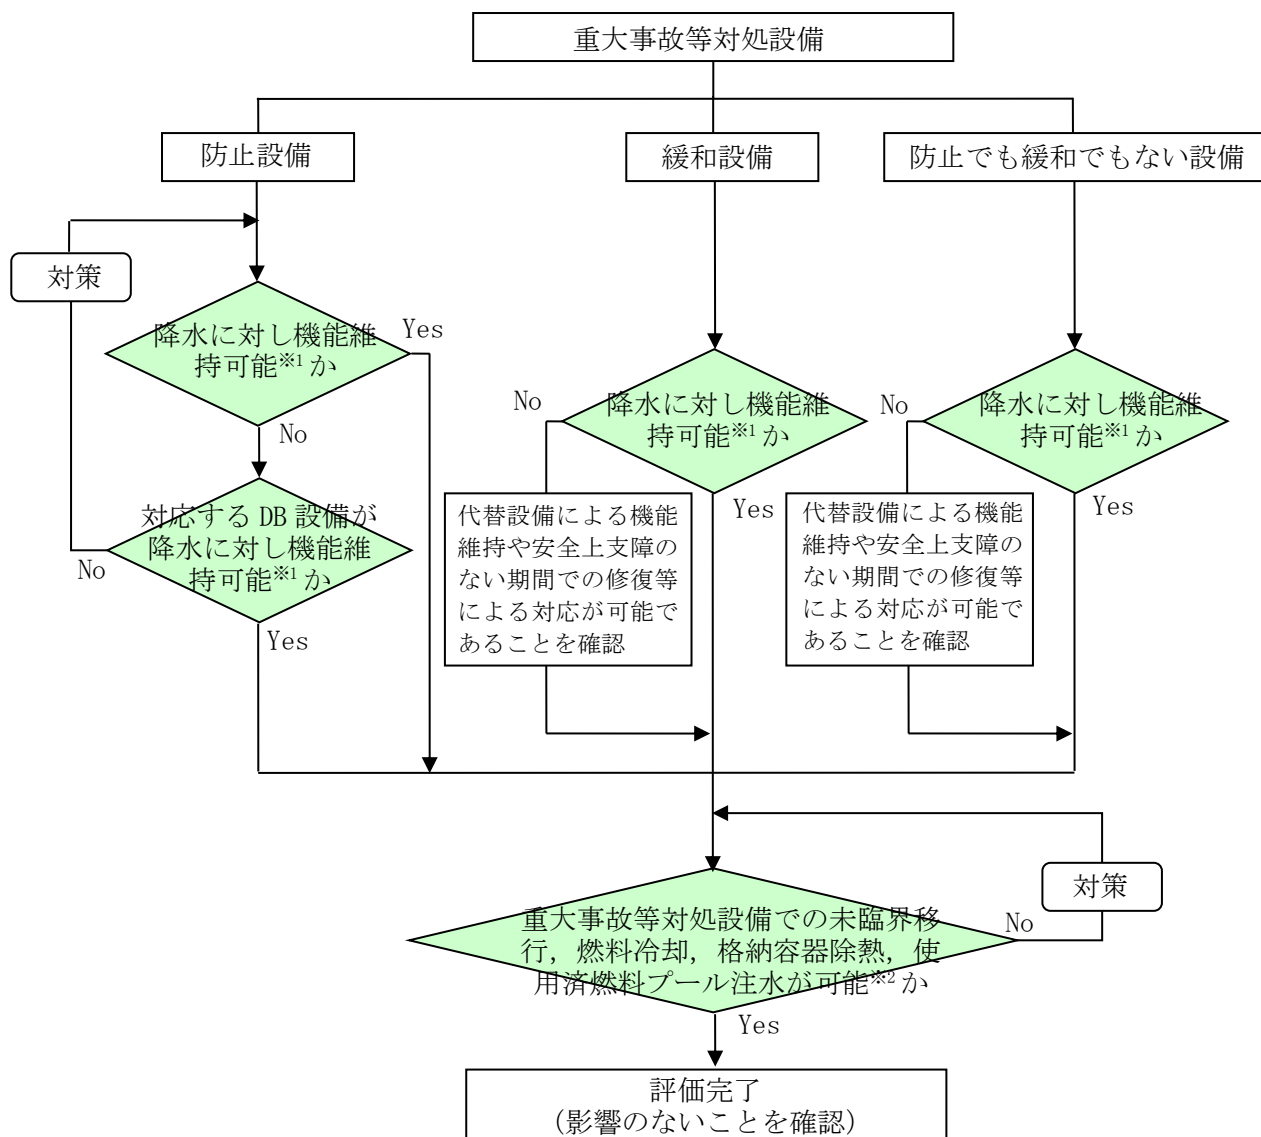 重大事故等対処設備
防止設備
緩和設備
防止でも緩和でもない設備
対策
降水に対し機能維
持可能※1か
Yes
No
対応する DB 設備が
降水に対し機能維
持可能※1か
No
Yes
降水に対し機能維
持可能※1か
No
Yes
代替設備による機能
維持や安全上支障の
ない期間での修復等
による対応が可能で
あることを確認
降水に対し機能維
持可能※1か
No
Yes
代替設備による機能
維持や安全上支障の
ない期間での修復等
による対応が可能で
あることを確認
対策
重大事故等対処設備での未臨界移
行，燃料冷却，格納容器除熱，使
用済燃料プール注水が可能※2か
No
Yes
評価完了
（影響のないことを確認）